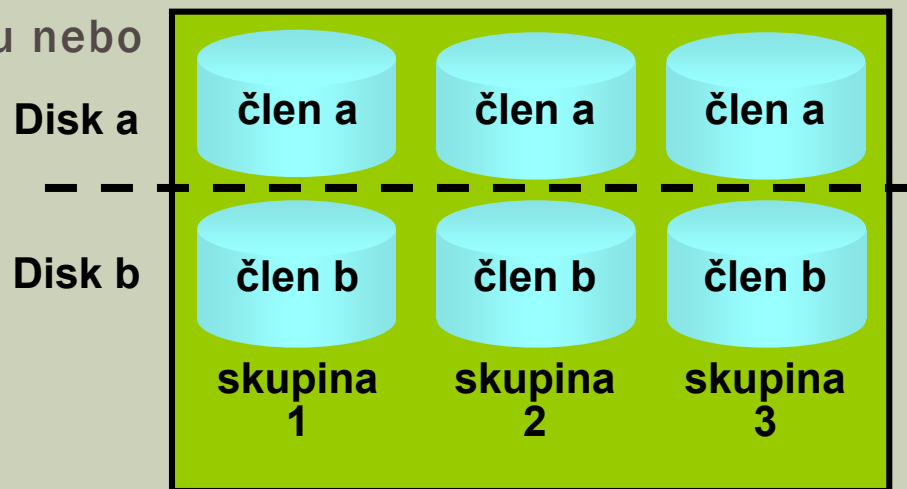 u nebo
Disk a
člen a člen a člen a
Disk b
člen b člen b člen b
skupina skupina skupina
1 2 3